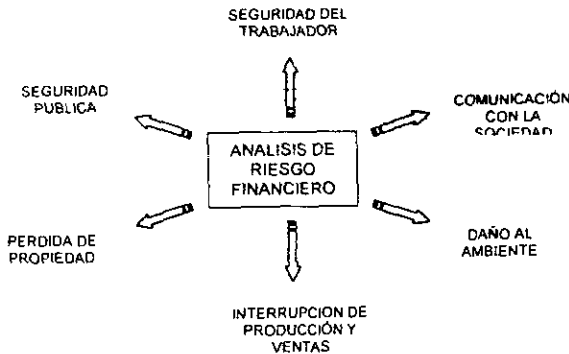 SEGURIDAD DEL
TRABAJADOR
SEGURIDAD
PUBLICA
COMUNICACIÓN
CON LA
SOCIEDAD
ANALISIS DE
RIESGO
FINANCIERO
PERDIDA DE
PROPIEDAD
DAÑO AL
AMBIENTE
INTERRUPCION DE
PRODUCCIÓN Y
VENTAS